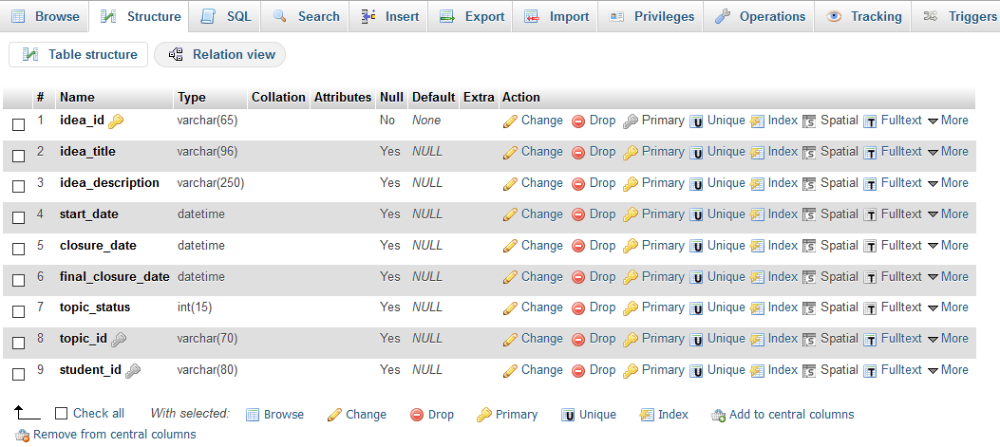 Browse Structure SQL Search Insert Export Import Privileges Operations Tracking Triggers
Table structure Relation view
# Name Type Collation Attributes Null Default Extra Action
1 idea_id varchar(65) No None Change Drop Primary Unique Index Spatial Fulltext More
2 idea_title varchar(96) Yes NULL Change Drop Primary Unique Index Spatial Fulltext More
3 idea_description varchar(250) Yes NULL Change Drop Primary Unique Index Spatial Fulltext More
4 start_date datetime Yes NULL Change Drop Primary Unique Index Spatial Fulltext More
5 closure_date datetime Yes NULL Change Drop Primary Unique Index Spatial Fulltext More
6 final_closure_date datetime Yes NULL Change Drop Primary Unique Index Spatial Fulltext More
7 topic_status int(15) Yes NULL Change Drop Primary Unique Index Spatial Fulltext More
8 topic_id varchar(70) Yes NULL Change Drop Primary Unique Index Spatial Fulltext More
9 student_id varchar(80) Yes NULL Change Drop Primary Unique Index Spatial Fulltext More
Check all With selected: Browse Change Drop Primary Unique Index Add to central columns
Remove from central columns